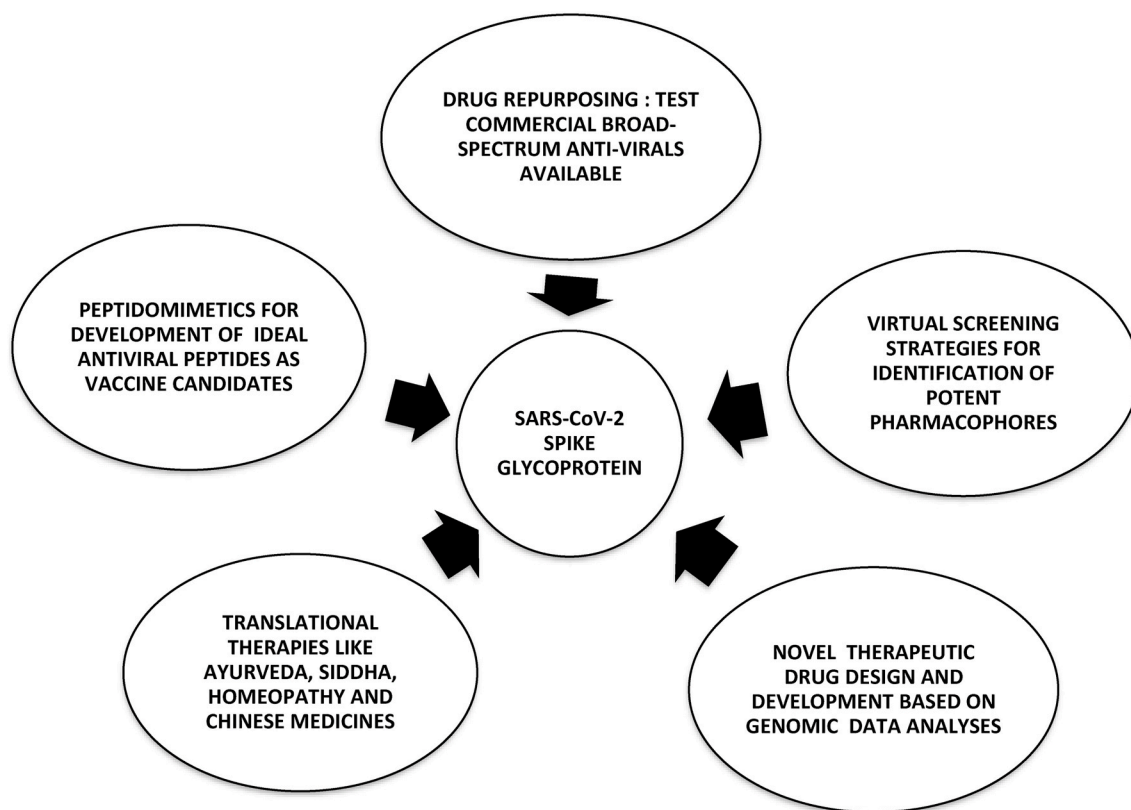 DRUG REPURPOSING : TEST
COMMERCIAL BROAD-
SPECTRUM ANTI-VIRALS
AVAILABLE
PEPTIDOMIMETICS FOR
DEVELOPMENT OF IDEAL
ANTIVIRAL PEPTIDES AS
VACCINE CANDIDATES
VIRTUAL SCREENING
STRATEGIES FOR
IDENTIFICATION OF
POTENT
PHARMACOPHORES
SARS-CoV-2
SPIKE
GLYCOPROTEIN
TRANSLATIONAL
THERAPIES LIKE
AYURVEDA, SIDDHA,
HOMEOPATHY AND
CHINESE MEDICINES
NOVEL THERAPEUTIC
DRUG DESIGN AND
DEVELOPMENT BASED ON
GENOMIC DATA ANALYSES